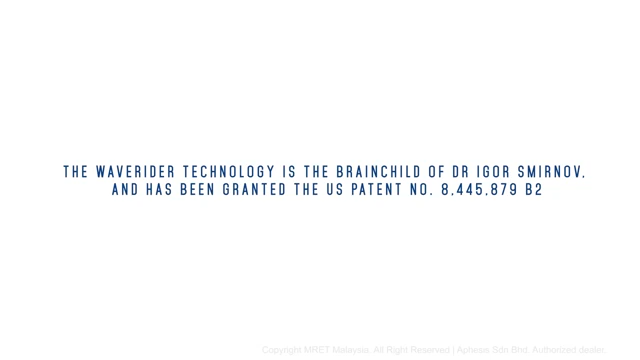 THE WAVERIDER TECHNOLOGY IS THE BRAINCHILD OF DR IGOR SMIRNOV,
AND HAS BEEN GRANTED THE US PATENT NO. 8,445,879 B2
Copyright MRET Malaysia. All Right Reserved | Aphesis Sdn Bhd. Authorized dealer.